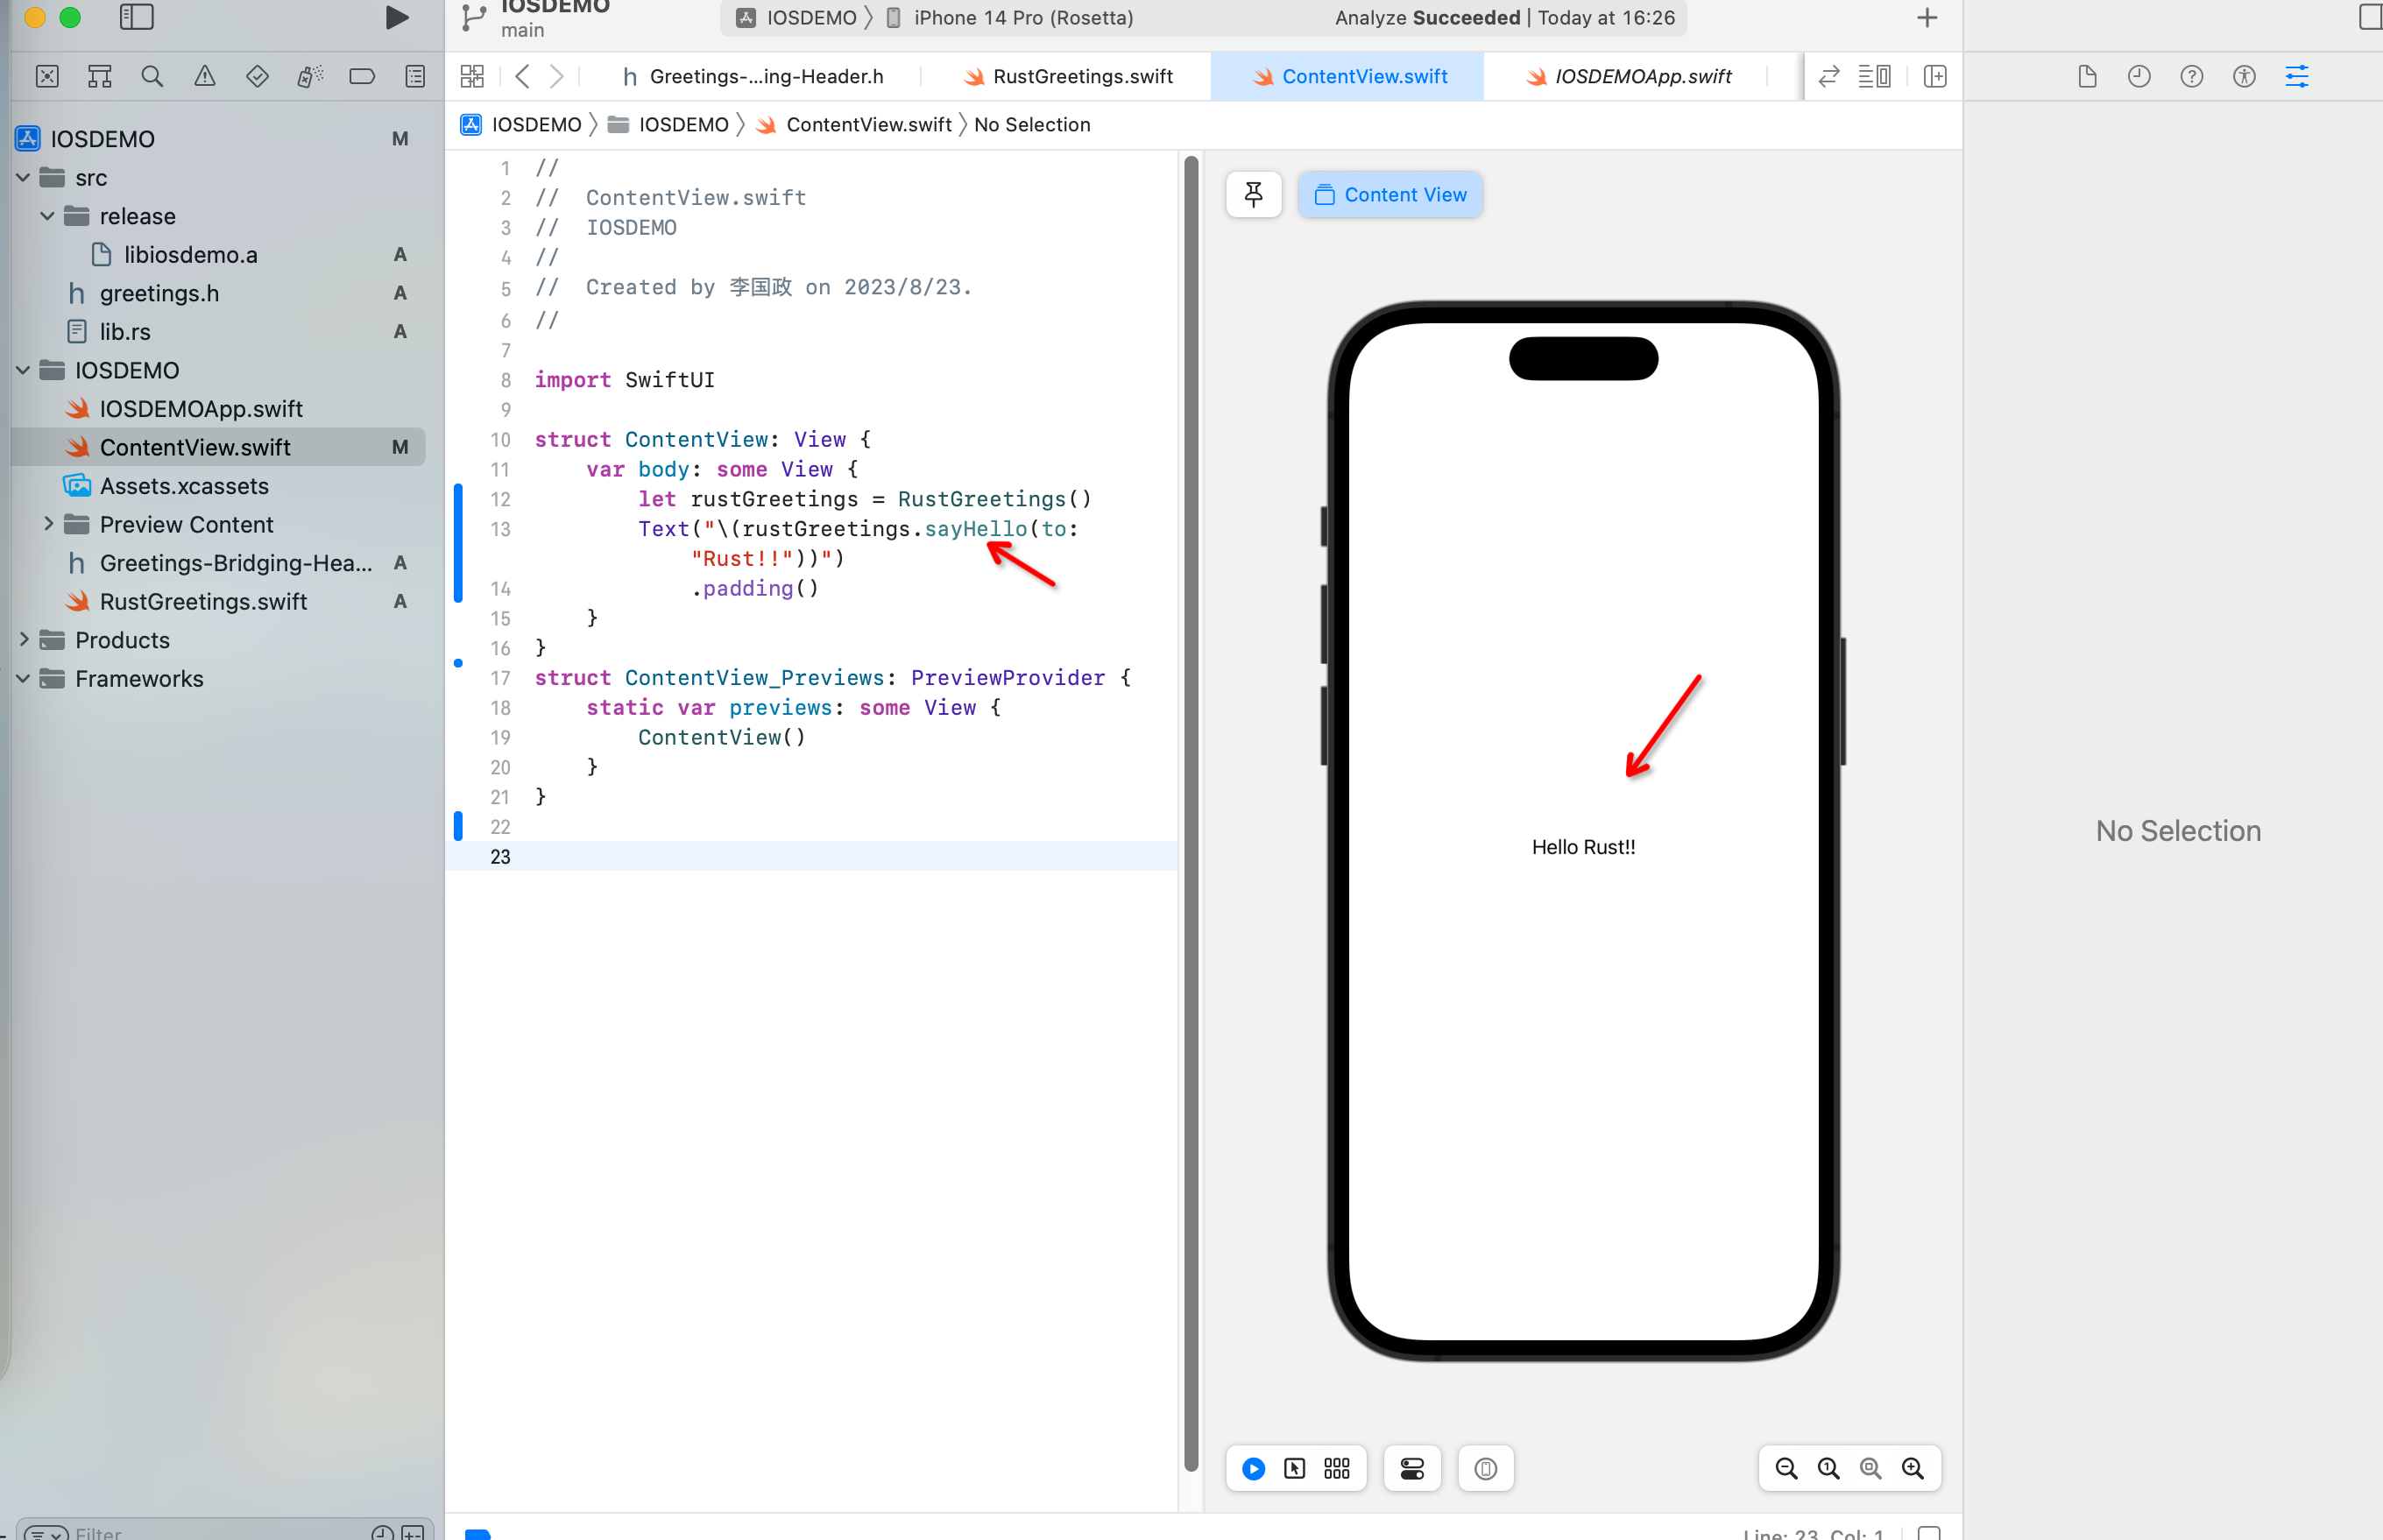 IOSDEMO
main
IOSDEMO
iPhone 14 Pro (Rosetta)
Analyze Succeeded | Today at 16:26
Greetings-...ing-Header.h
RustGreetings.swift
ContentView.swift
IOSDEMOApp.swift
IOSDEMO
IOSDEMO
ContentView.swift
No Selection
IOSDEMO M
src
release
libiosdemo.a A
greetings.h A
lib.rs A
IOSDEMO
IOSDEMOApp.swift
ContentView.swift M
Assets.xcassets
Preview Content
Greetings-Bridging-Hea... A
RustGreetings.swift A
Products
Frameworks
Filter
1 //
2 //  ContentView.swift
3 //  IOSDEMO
4 //
5 //  Created by 李国政 on 2023/8/23.
6 //
7
8 import SwiftUI
9
10 struct ContentView: View {
11     var body: some View {
12         let rustGreetings = RustGreetings()
13         Text("\(rustGreetings.sayHello(to:
"Rust!!"))")
14             .padding()
15     }
16 }
17 struct ContentView_Previews: PreviewProvider {
18     static var previews: some View {
19         ContentView()
20     }
21 }
22
23
Content View
Hello Rust!!
No Selection
Line: 23 Col: 1